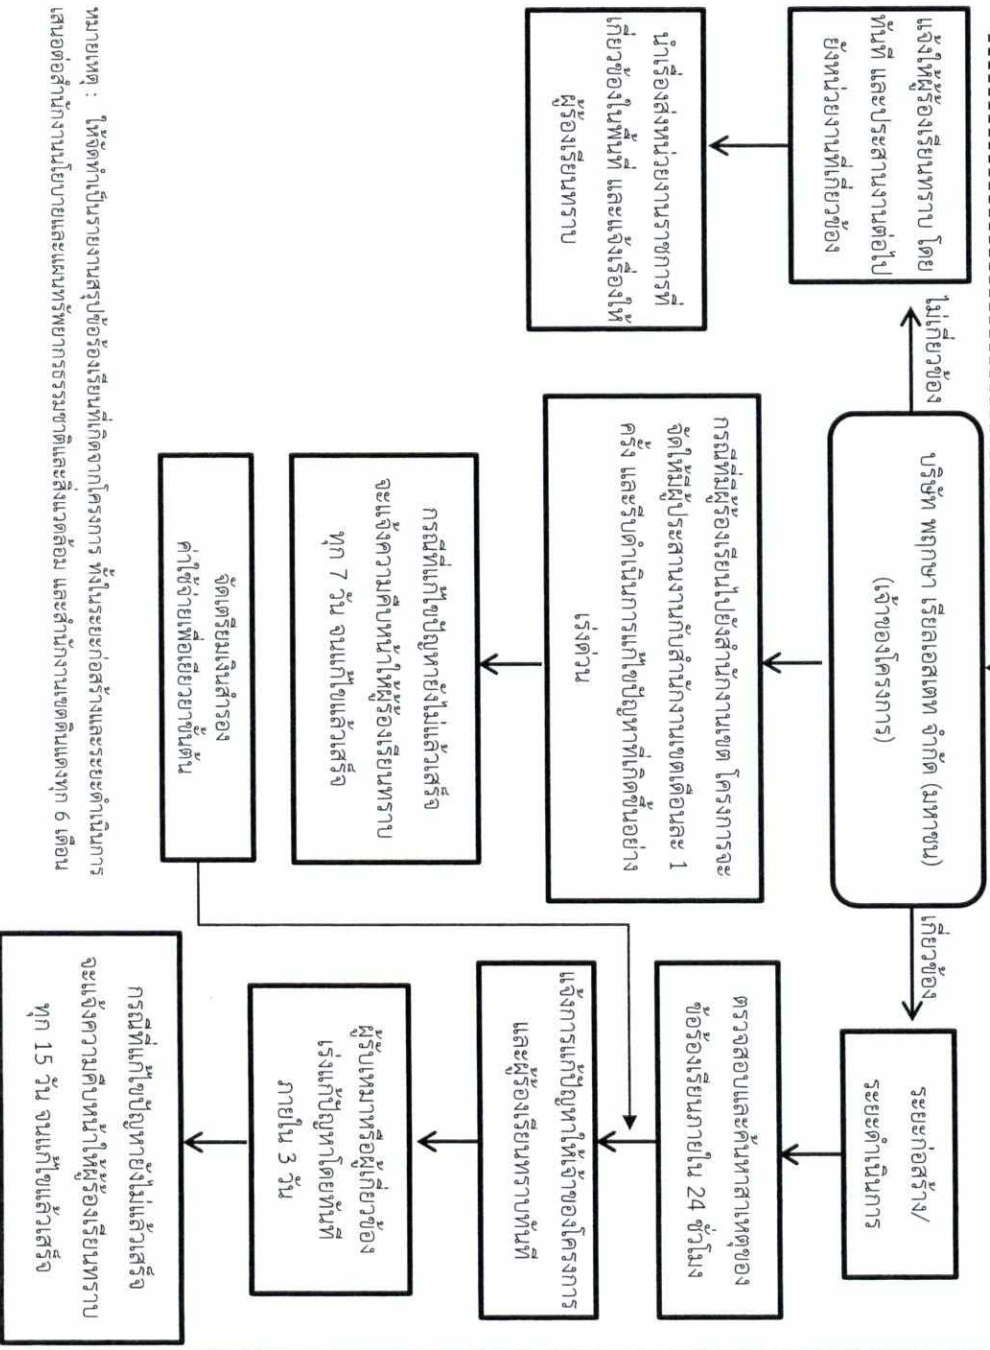 บริษัท พฤกษา เรียลเอสเตท จำกัด (มหาชน)
(เจ้าของโครงการ)
ไม่เกี่ยวข้อง
เกี่ยวข้อง
แจ้งให้ผู้ร้องเรียนทราบ โดย
ทันที และประสานงานต่อไป
ยังหน่วยงานที่เกี่ยวข้อง
นำเรื่องส่งหน่วยงานราชการที่
เกี่ยวข้องในพื้นที่ และแจ้งเรื่องให้
ผู้ร้องเรียนทราบ
กรณีที่มีผู้ร้องเรียนไปยังสำนักงานเขต โครงการจะ
จัดให้มีผู้ประสานงานกับสำนักงานเขตเดือนละ 1
ครั้ง และรีบดำเนินการแก้ไขปัญหาที่เกิดขึ้นอย่าง
เร่งด่วน
กรณีที่แก้ไขปัญหายังไม่แล้วเสร็จ
จะแจ้งความคืบหน้าให้ผู้ร้องเรียนทราบ
ทุก 7 วัน จนแก้ไขแล้วเสร็จ
จัดเตรียมเงินสำรอง
ค่าใช้จ่ายเพื่อเยียวยาขั้นต้น
ระยะก่อสร้าง/
ระยะดำเนินการ
ตรวจสอบและค้นหาสาเหตุของ
ข้อร้องเรียนภายใน 24 ชั่วโมง
แจ้งการแก้ปัญหาให้เจ้าของโครงการ
และผู้ร้องเรียนทราบทันที
ผู้รับเหมาหรือผู้เกี่ยวข้อง
เร่งแก้ปัญหาโดยทันที
ภายใน 3 วัน
กรณีที่แก้ไขปัญหายังไม่แล้วเสร็จ
จะแจ้งความคืบหน้าให้ผู้ร้องเรียนทราบ
ทุก 15 วัน จนแก้ไขแล้วเสร็จ
หมายเหตุ : ให้จัดทำเป็นรายงานสรุปข้อร้องเรียนที่เกิดจากโครงการ ทั้งในระยะก่อสร้างและระยะดำเนินการ
เสนอต่อสำนักงานนโยบายและแผนทรัพยากรธรรมชาติและสิ่งแวดล้อม และสำนักงานเขตดินแดงทุก 6 เดือน